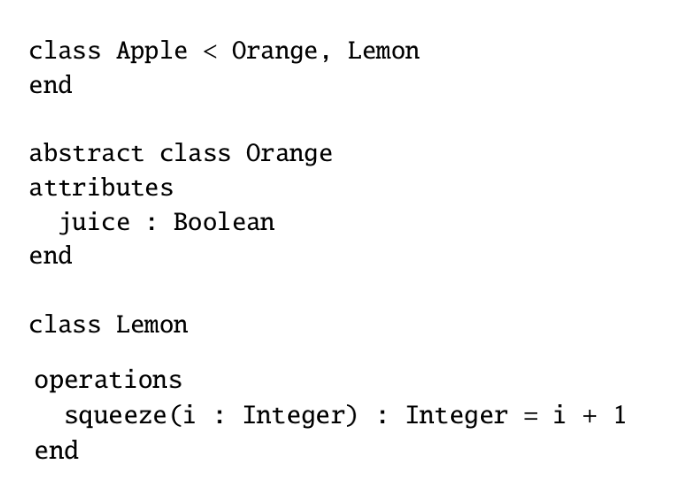 class Apple < Orange, Lemon
end
abstract class Orange
attributes
  juice : Boolean
end
class Lemon
operations
  squeeze(i : Integer) : Integer = i + 1
end